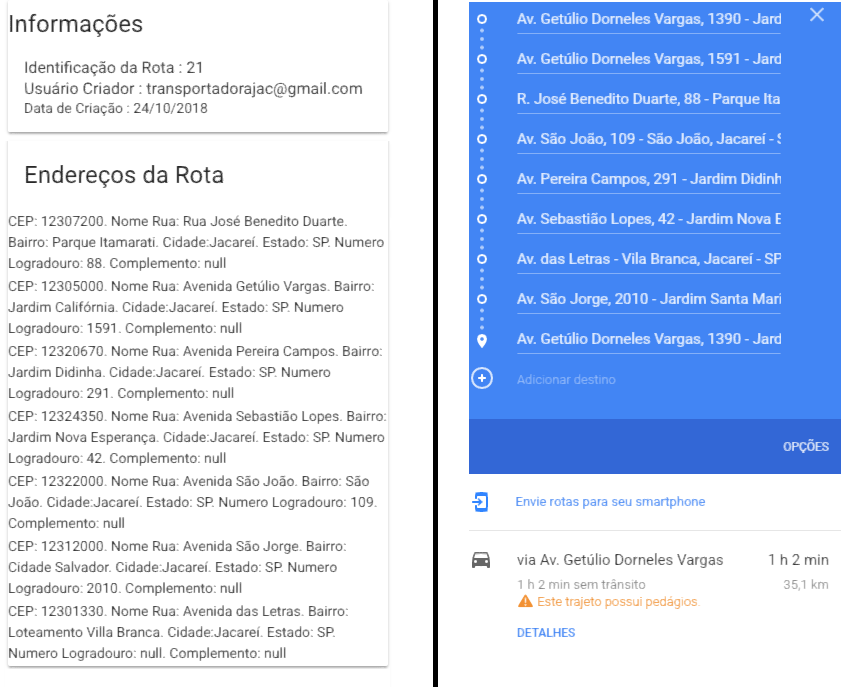 Informações
Identificação da Rota : 21
Usuário Criador : transportadorajac@gmail.com
Data de Criação : 24/10/2018
Endereços da Rota
CEP: 12307200. Nome Rua: Rua José Benedito Duarte.
Bairro: Parque Itamarati. Cidade:Jacareí. Estado: SP. Numero
Logradouro: 88. Complemento: null
CEP: 12305000. Nome Rua: Avenida Getúlio Vargas. Bairro:
Jardim Califórnia. Cidade:Jacareí. Estado: SP. Numero
Logradouro: 1591. Complemento: null
CEP: 12320670. Nome Rua: Avenida Pereira Campos. Bairro:
Jardim Didinha. Cidade:Jacareí. Estado: SP. Numero
Logradouro: 291. Complemento: null
CEP: 12324350. Nome Rua: Avenida Sebastião Lopes. Bairro:
Jardim Nova Esperança. Cidade:Jacareí. Estado: SP. Numero
Logradouro: 42. Complemento: null
CEP: 12322000. Nome Rua: Avenida São João. Bairro: São
João. Cidade:Jacareí. Estado: SP. Numero Logradouro: 109.
Complemento: null
CEP: 12312000. Nome Rua: Avenida São Jorge. Bairro:
Cidade Salvador. Cidade:Jacareí. Estado: SP. Numero
Logradouro: 2010. Complemento: null
CEP: 12301330. Nome Rua: Avenida das Letras. Bairro:
Loteamento Villa Branca. Cidade:Jacareí. Estado: SP.
Numero Logradouro: null. Complemento: null
Av. Getúlio Dorneles Vargas, 1390 - Jard
Av. Getúlio Dorneles Vargas, 1591 - Jard
R. José Benedito Duarte, 88 - Parque Ita
Av. São João, 109 - São João, Jacareí - S
Av. Pereira Campos, 291 - Jardim Didinh
Av. Sebastião Lopes, 42 - Jardim Nova E
Av. das Letras - Vila Branca, Jacareí - SP
Av. São Jorge, 2010 - Jardim Santa Mari
Av. Getúlio Dorneles Vargas, 1390 - Jard
Adicionar destino
OPÇÕES
Envie rotas para seu smartphone
via Av. Getúlio Dorneles Vargas 1 h 2 min
1 h 2 min sem trânsito 35,1 km
Este trajeto possui pedágios.
DETALHES